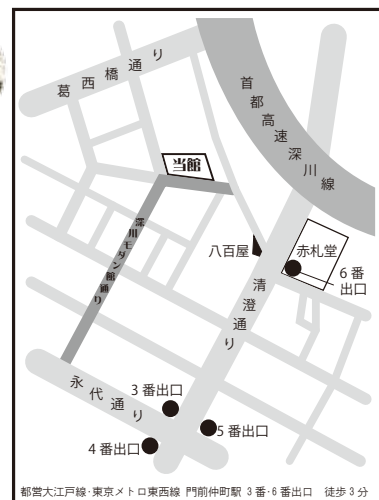 葛西橋通り
首都高速深川線
当館
深川モダン館通り
八百屋
赤札堂
6番
出口
清澄通り
永代通り
3番出口
5番出口
4番出口
都営大江戸線・東京メトロ東西線 門前仲町駅 3番・6番出口 徒歩3分